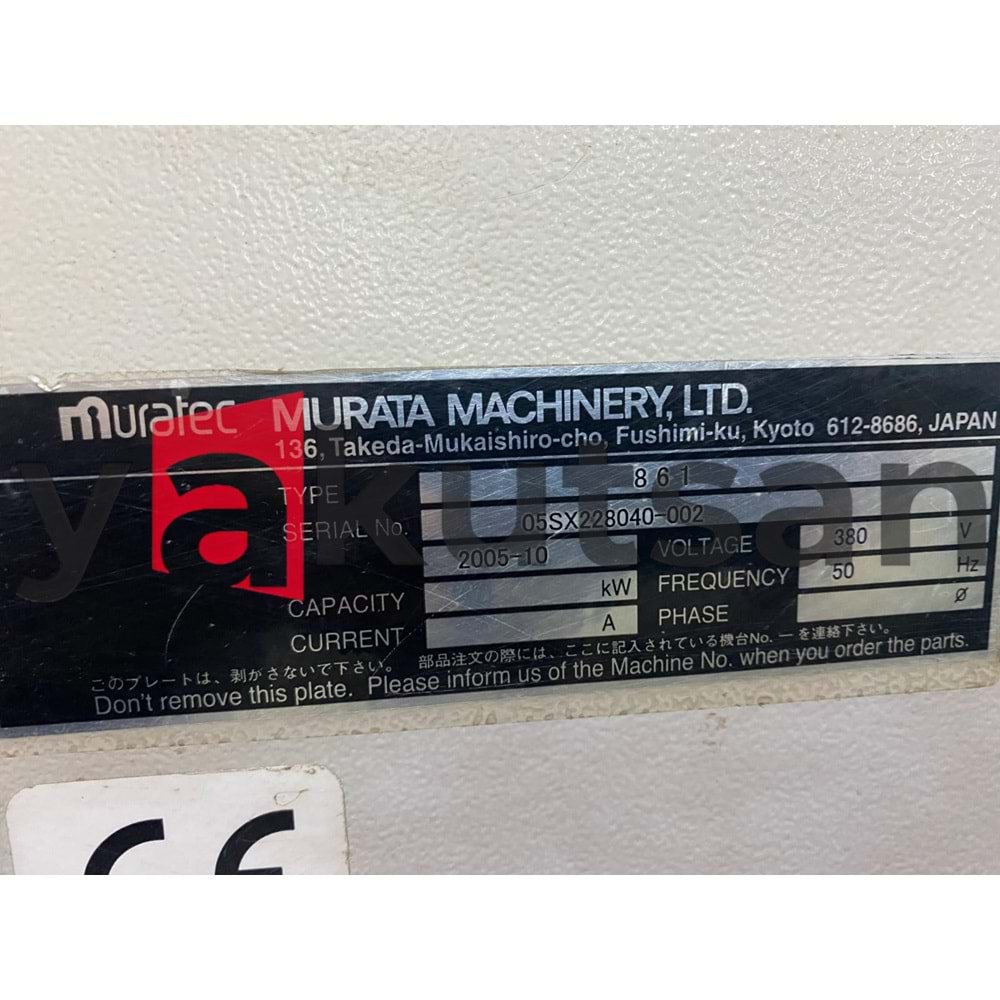 muratec MURATA MACHINERY, LTD.
136, Takeda-Mukaishiro-cho, Fushimi-ku, Kyoto 612-8686, JAPAN
yakutsan
TYPE 861
SERIAL No. 05SX228040-002
2005-10 VOLTAGE 380 V
CAPACITY kW FREQUENCY 50 Hz
CURRENT A PHASE Ø
このプレートは、剥がさないで下さい。 部品注文の際には、ここに記入されている機台No. ーを連絡下さい。
Don't remove this plate. Please inform us of the Machine No. when you order the parts.
CE